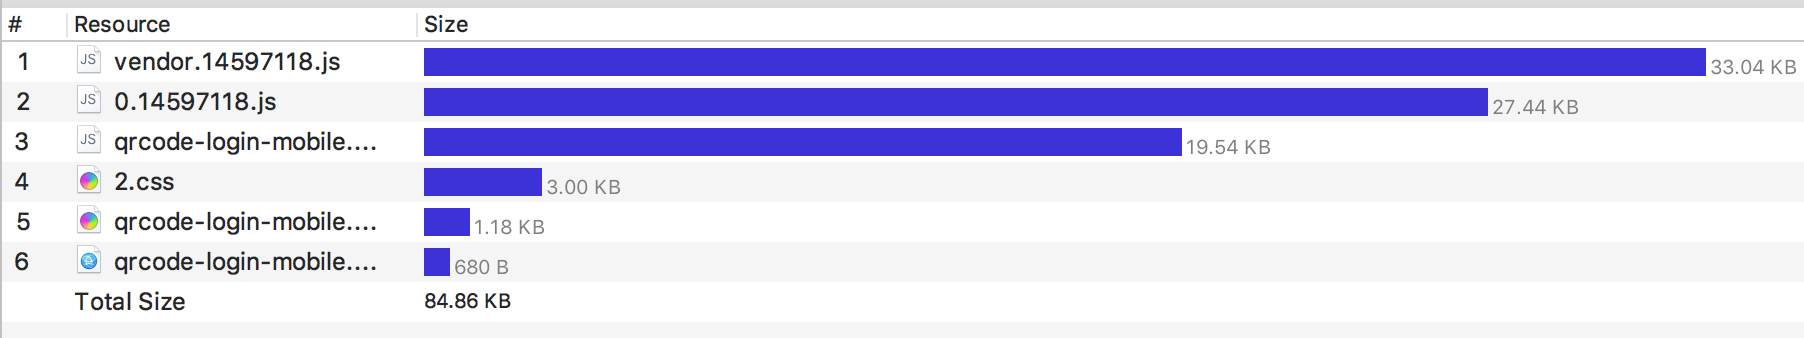 # Resource Size
1 JS vendor.14597118.js 33.04 KB
2 JS 0.14597118.js 27.44 KB
3 JS qrcode-login-mobile.... 19.54 KB
4 2.css 3.00 KB
5 qrcode-login-mobile.... 1.18 KB
6 qrcode-login-mobile.... 680 B
Total Size 84.86 KB